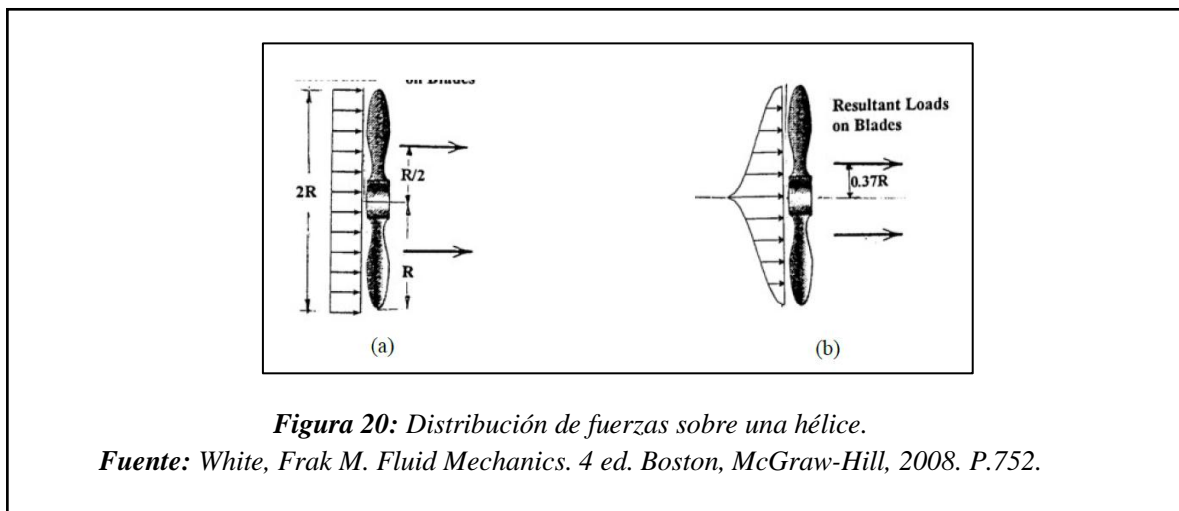 on Blades
2R
R/2
R
(a)
Resultant Loads
on Blades
0.37R
(b)
Figura 20: Distribución de fuerzas sobre una hélice.
Fuente: White, Frak M. Fluid Mechanics. 4 ed. Boston, McGraw-Hill, 2008. P.752.